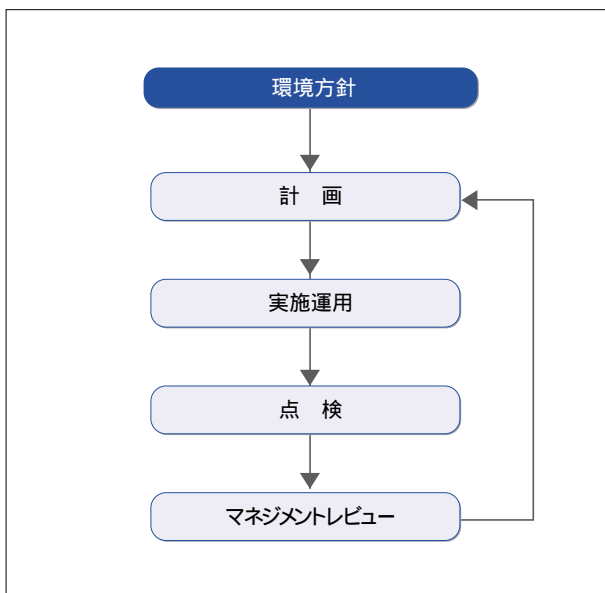 環境方針
計　画
実施運用
点　検
マネジメントレビュー